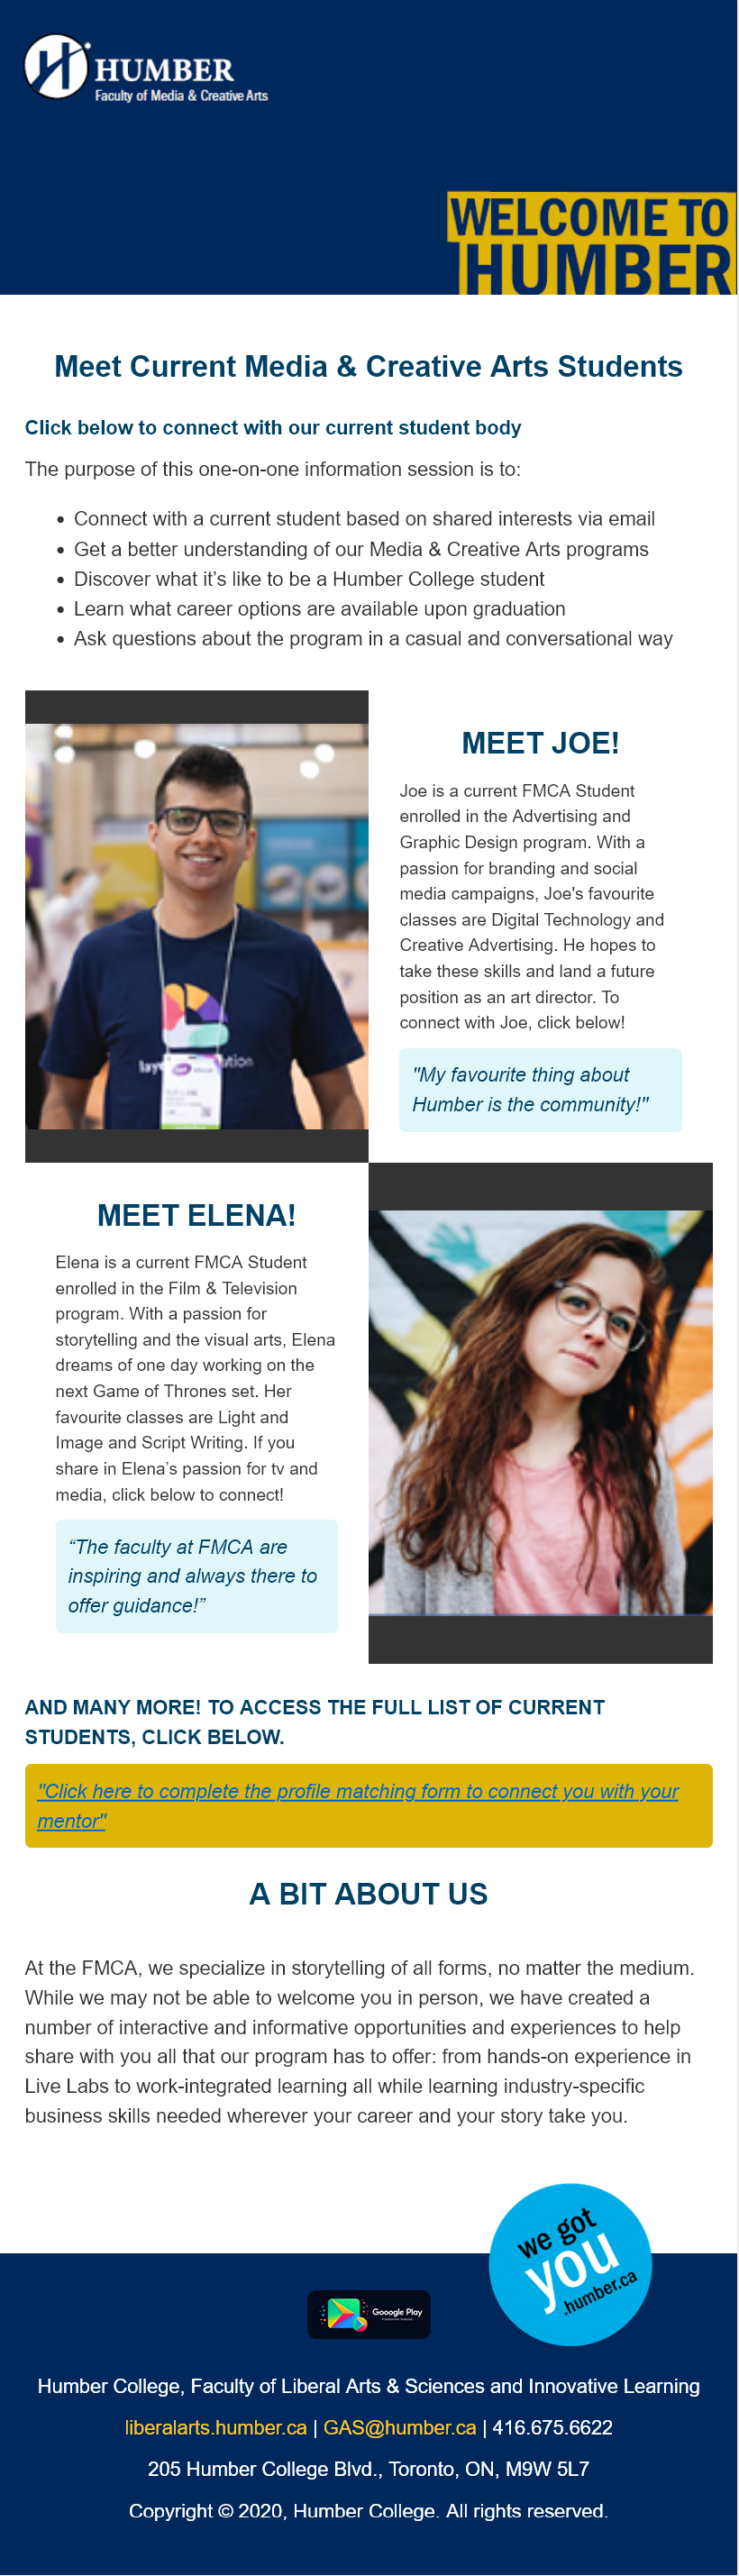 HUMBER
Faculty of Media & Creative Arts
WELCOME TO
HUMBER
Meet Current Media & Creative Arts Students
Click below to connect with our current student body
The purpose of this one-on-one information session is to:
• Connect with a current student based on shared interests via email
• Get a better understanding of our Media & Creative Arts programs
• Discover what it’s like to be a Humber College student
• Learn what career options are available upon graduation
• Ask questions about the program in a casual and conversational way
MEET JOE!
Joe is a current FMCA Student
enrolled in the Advertising and
Graphic Design program. With a
passion for branding and social
media campaigns, Joe's favourite
classes are Digital Technology and
Creative Advertising. He hopes to
take these skills and land a future
position as an art director. To
connect with Joe, click below!
"My favourite thing about
Humber is the community!"
MEET ELENA!
Elena is a current FMCA Student
enrolled in the Film & Television
program. With a passion for
storytelling and the visual arts, Elena
dreams of one day working on the
next Game of Thrones set. Her
favourite classes are Light and
Image and Script Writing. If you
share in Elena’s passion for tv and
media, click below to connect!
“The faculty at FMCA are
inspiring and always there to
offer guidance!”
AND MANY MORE! TO ACCESS THE FULL LIST OF CURRENT
STUDENTS, CLICK BELOW.
"Click here to complete the profile matching form to connect you with your
mentor"
A BIT ABOUT US
At the FMCA, we specialize in storytelling of all forms, no matter the medium.
While we may not be able to welcome you in person, we have created a
number of interactive and informative opportunities and experiences to help
share with you all that our program has to offer: from hands-on experience in
Live Labs to work-integrated learning all while learning industry-specific
business skills needed wherever your career and your story take you.
we got
you
.humber.ca
Gooogle Play
Humber College, Faculty of Liberal Arts & Sciences and Innovative Learning
liberalarts.humber.ca | GAS@humber.ca | 416.675.6622
205 Humber College Blvd., Toronto, ON, M9W 5L7
Copyright © 2020, Humber College. All rights reserved.